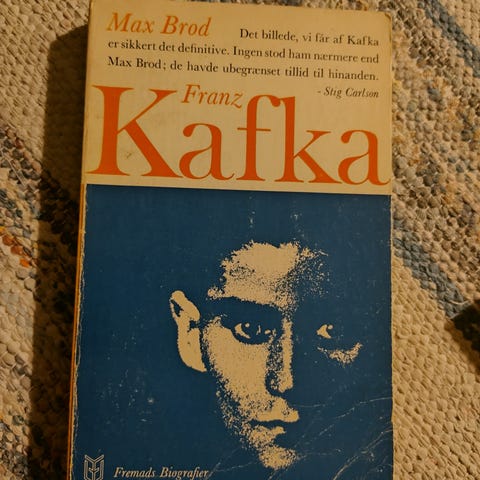 Max Brod
Det billede, vi får af Kafka
er sikkert det definitive. Ingen stod ham nærmere end
Max Brod; de havde ubegrænset tillid til hinanden.
- Stig Carlson
Franz
Kafka
Fremads Biografier